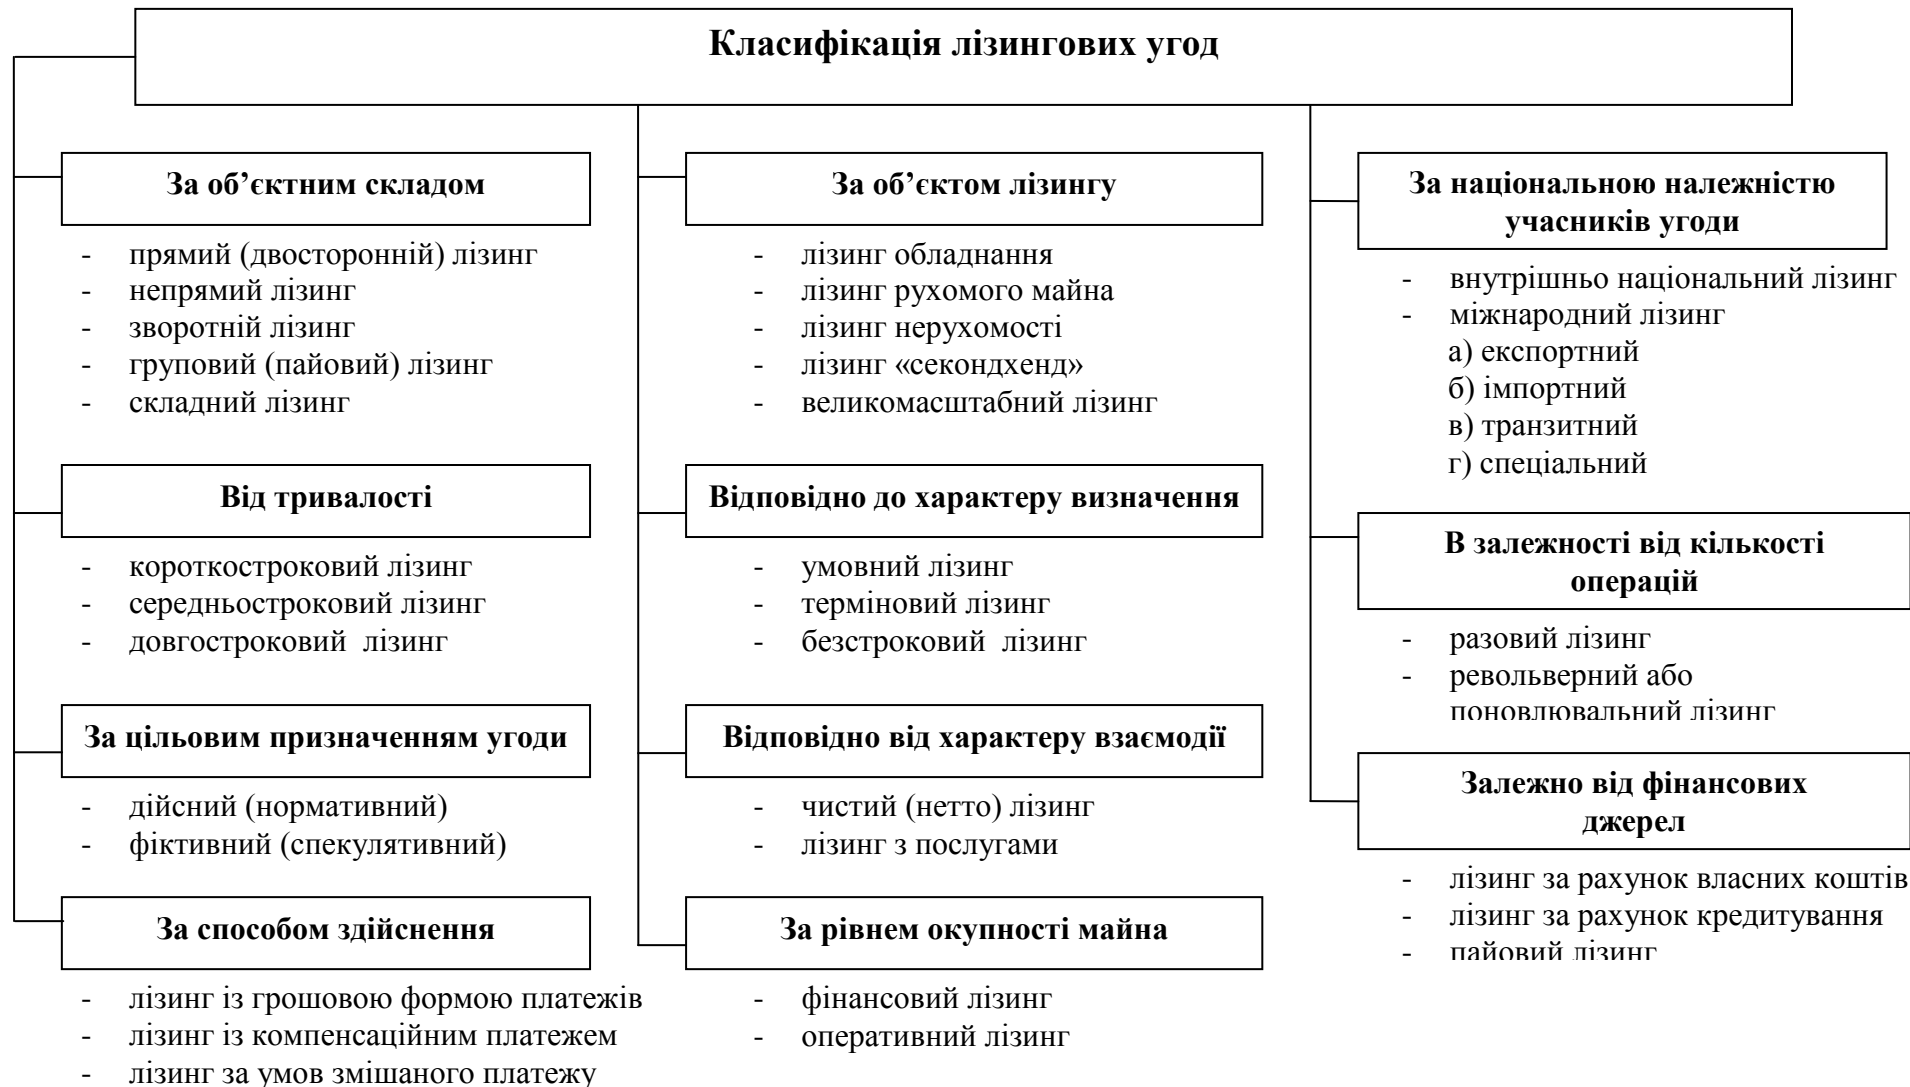 Класифікація лізингових угод
За об’єктним складом
- прямий (двосторонній) лізинг
- непрямий лізинг
- зворотній лізинг
- груповий (пайовий) лізинг
- складний лізинг
Від тривалості
- короткостроковий лізинг
- середньостроковий лізинг
- довгостроковий лізинг
За цільовим призначенням угоди
- дійсний (нормативний)
- фіктивний (спекулятивний)
За способом здійснення
- лізинг із грошовою формою платежів
- лізинг із компенсаційним платежем
- лізинг за умов змішаного платежу
За об’єктом лізингу
- лізинг обладнання
- лізинг рухомого майна
- лізинг нерухомості
- лізинг «секондхенд»
- великомасштабний лізинг
Відповідно до характеру визначення
- умовний лізинг
- терміновий лізинг
- безстроковий лізинг
Відповідно від характеру взаємодії
- чистий (нетто) лізинг
- лізинг з послугами
За рівнем окупності майна
- фінансовий лізинг
- оперативний лізинг
За національною належністю
учасників угоди
- внутрішньо національний лізинг
- міжнародний лізинг
а) експортний
б) імпортний
в) транзитний
г) спеціальний
В залежності від кількості
операцій
- разовий лізинг
- револьверний або
поновлювальний лізинг
Залежно від фінансових
джерел
- лізинг за рахунок власних коштів
- лізинг за рахунок кредитування
- пайовий лізинг